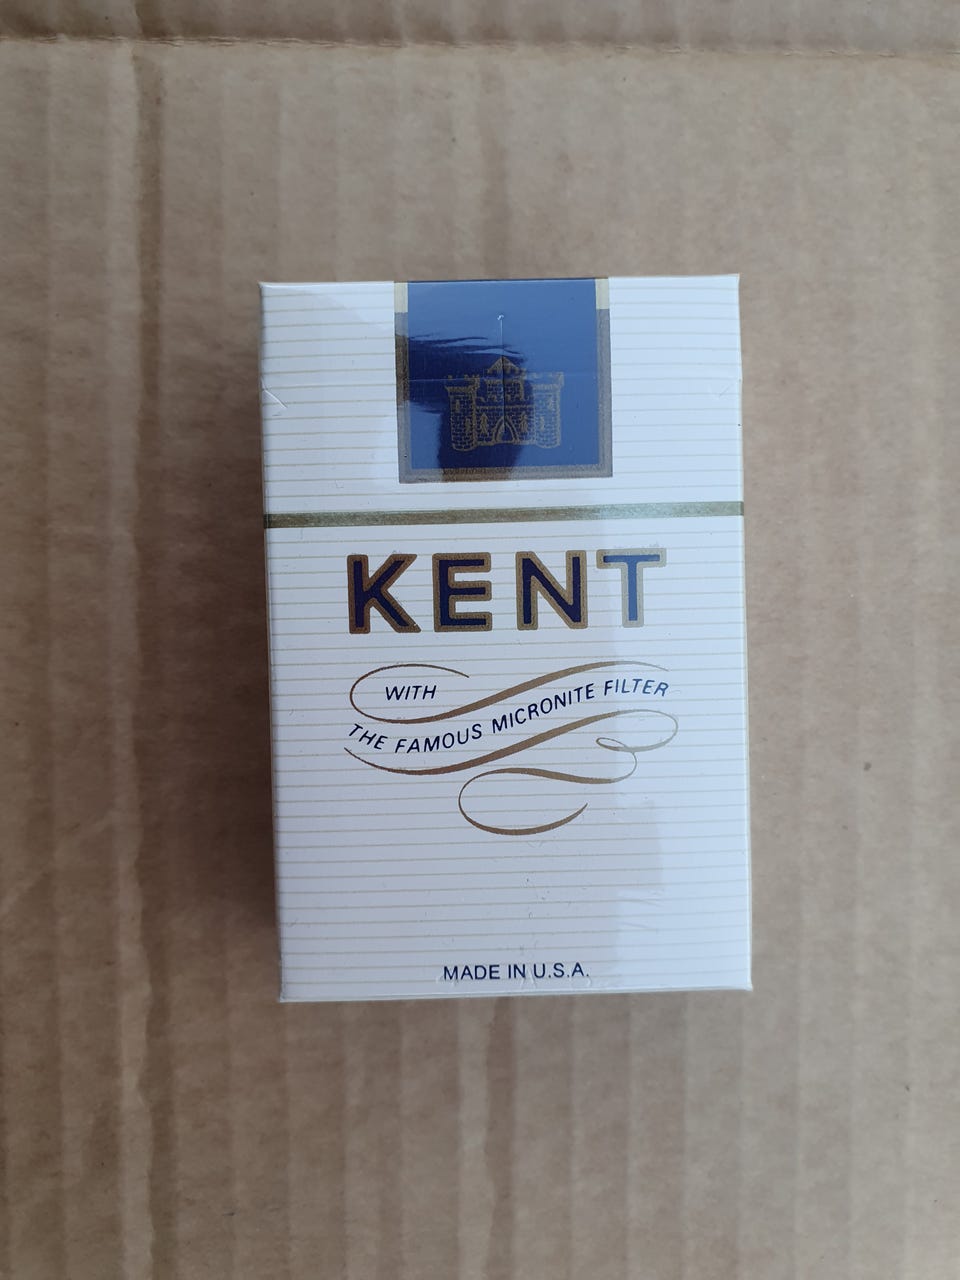 KENT
WITH
THE FAMOUS MICRONITE FILTER
MADE IN U.S.A.